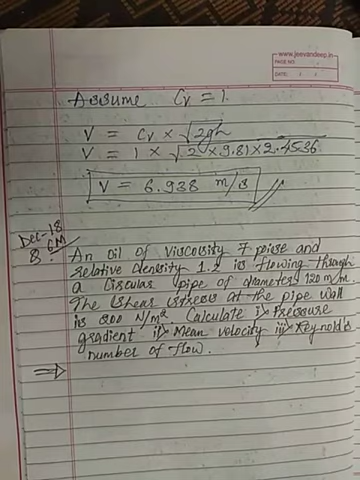 www.jeevandeep.in
PAGE NO.
DATE: / /
Assume Cv = 1.
V = Cv × √2gh
V = 1 × √2 × 9.81 × 2.4536
V = 6.938 m/s
Dec-18
8 6M
An oil of viscosity 7 poise and
relative density 1.2 is flowing through
a circular pipe of diameters 120 m/m.
The shear stress at the pipe wall
is 200 N/m² Calculate i> Pressure
gradient ii> Mean velocity iii> Reynold's
number of flow.
⇒